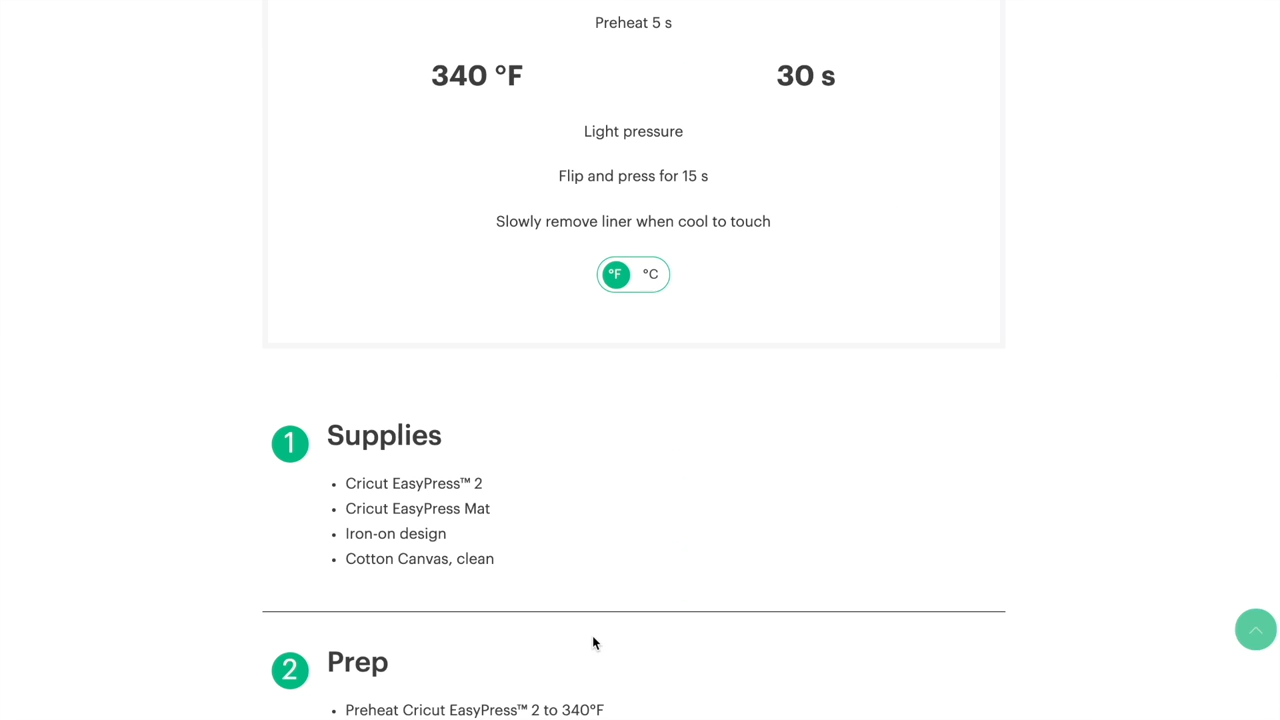 Preheat 5 s
340 °F 30 s
Light pressure
Flip and press for 15 s
Slowly remove liner when cool to touch
°F °C
1 Supplies
• Cricut EasyPress™ 2
• Cricut EasyPress Mat
• Iron-on design
• Cotton Canvas, clean
2 Prep
• Preheat Cricut EasyPress™ 2 to 340°F